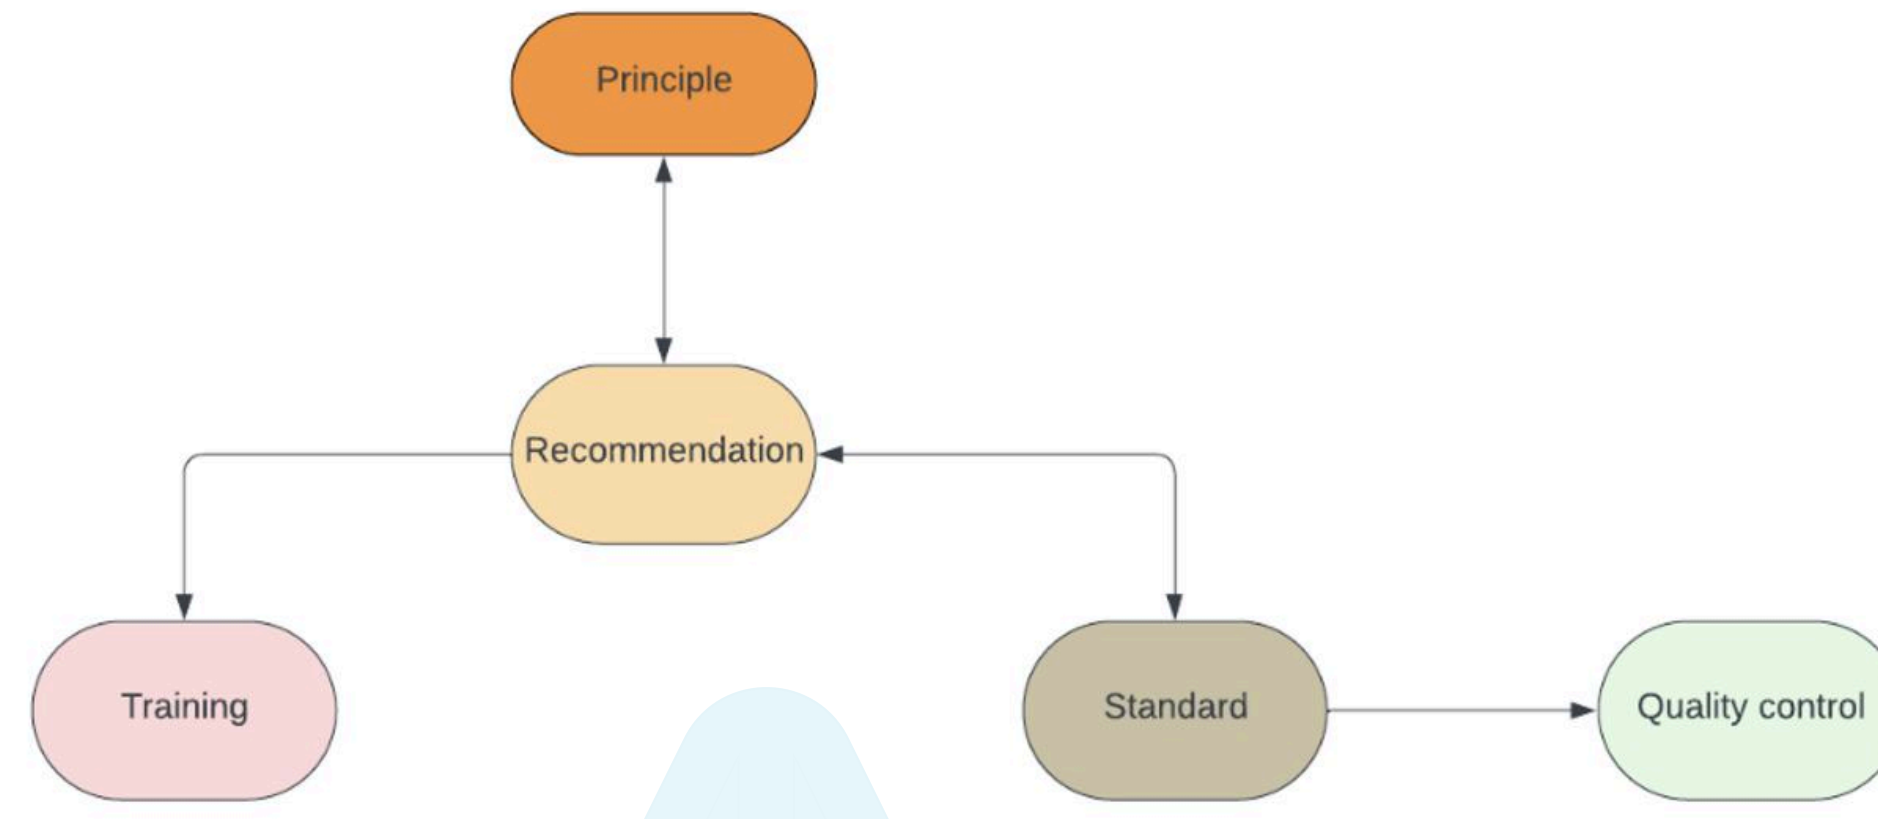 Principle
Recommendation
Training
Standard
Quality control